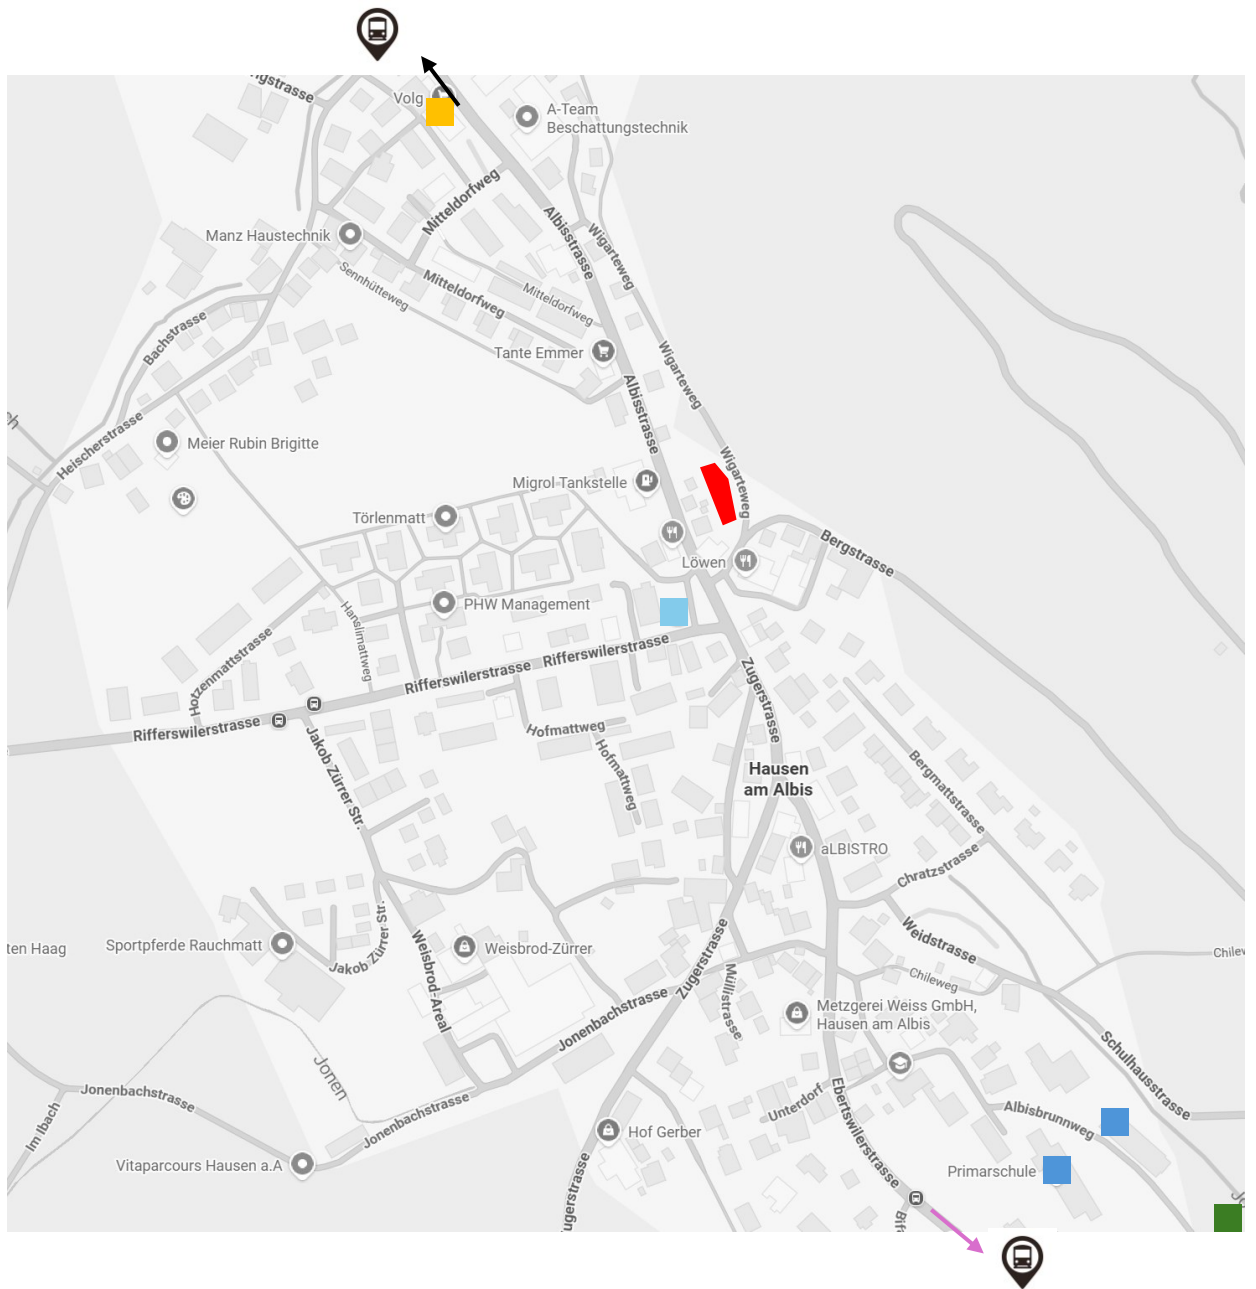 Volg
A-Team
Beschattungstechnik
Mitteldorfweg
Albisstrasse
Wigarteweg
Manz Haustechnik
Sennhütteweg
Mitteldorfweg
Mitteldorfweg
Bachstrasse
Tante Emmer
Wigarteweg
Albisstrasse
Heischerstrasse
Meier Rubin Brigitte
Wigarteweg
Migrol Tankstelle
Törlenmatt
Bergstrasse
Löwen
PHW Management
Hanslimattweg
Hotzenmattstrasse
Rifferswilerstrasse
Rifferswilerstrasse
Zugerstrasse
Rifferswilerstrasse
Hofmattweg
Jakob Zürrer Str.
Hofmattweg
Hausen
am Albis
Bergmattstrasse
aLBISTRO
Chratzstrasse
Sportpferde Rauchmatt
Jakob Zürrer Str.
Weisbrod-Areal
Weisbrod-Zürrer
Zugerstrasse
Weidstrasse
ten Haag
Chilew
Chileweg
Jonenbachstrasse
Müllistrasse
Metzgerei Weiss GmbH,
Hausen am Albis
Jonen
Schulhausstrasse
Jonenbachstrasse
Im Ibach
Jonenbachstrasse
Unterdorf
Ebertswilerstrasse
Albisbrunnweg
Hof Gerber
Vitaparcours Hausen a.A
Primarschule
ugerstrasse
Bifa